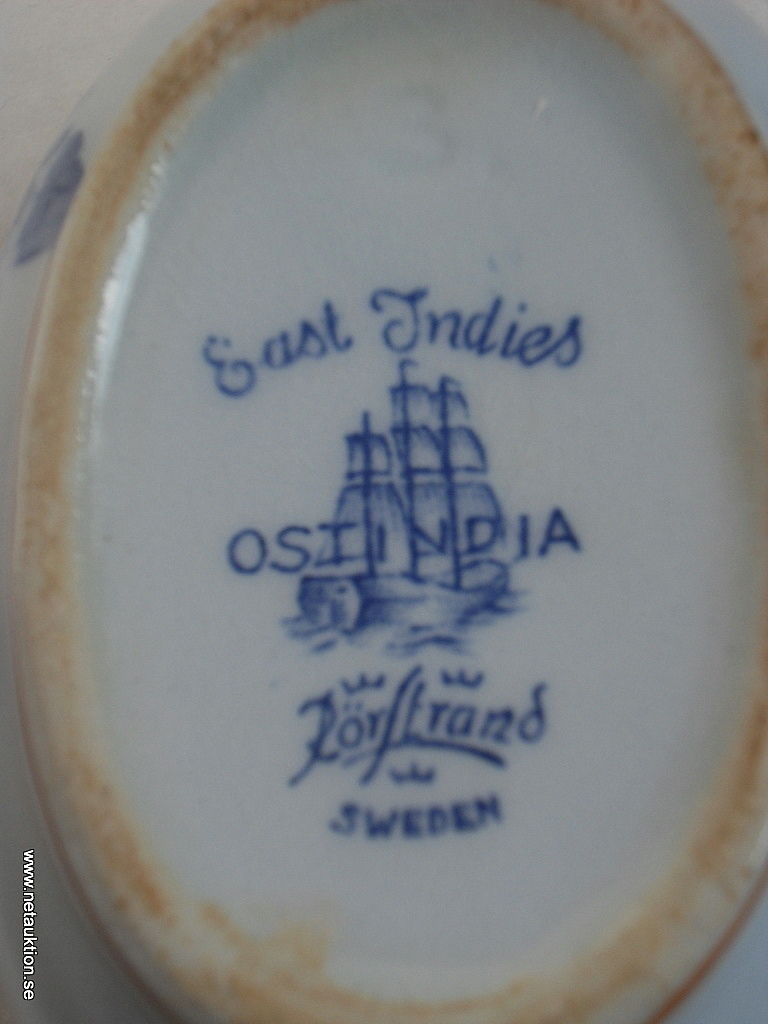 East Indies
OSTINDIA
Rörstrand
SWEDEN
www.netauktion.se